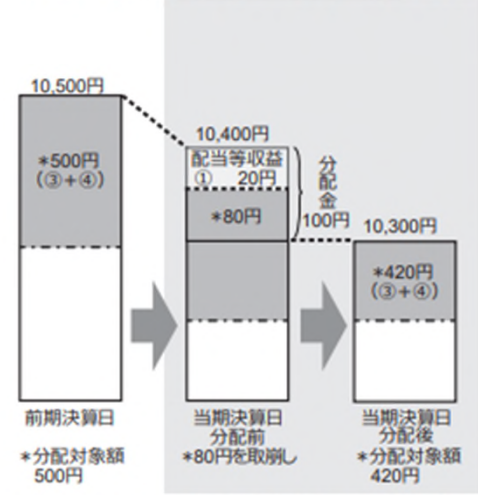 10,500円
*500円
(③+④)
前期決算日
*分配対象額
500円
10,400円
配当等収益
① 20円
*80円
分配金
100円
当期決算日
分配前
*80円を取崩し
10,300円
*420円
(③+④)
当期決算日
分配後
*分配対象額
420円